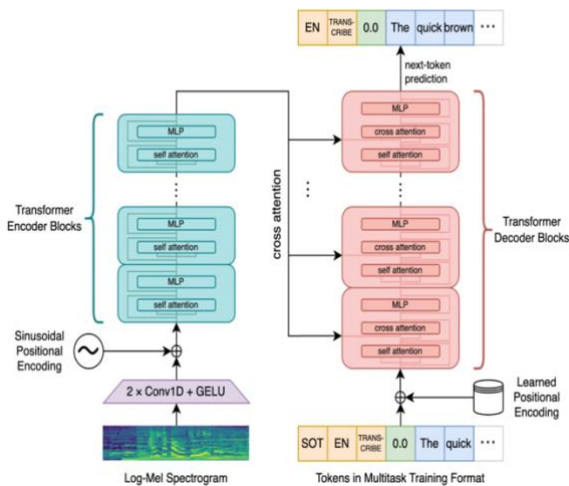 EN TRANS-CRIBE 0.0 The quick brown ...
next-token
prediction
MLP
self attention
MLP
self attention
MLP
self attention
Transformer
Encoder Blocks
cross attention
MLP
cross attention
self attention
MLP
cross attention
self attention
MLP
cross attention
self attention
Transformer
Decoder Blocks
Sinusoidal
Positional
Encoding
2 × Conv1D + GELU
Learned
Positional
Encoding
SOT EN TRANS-CRIBE 0.0 The quick ...
Log-Mel Spectrogram
Tokens in Multitask Training Format